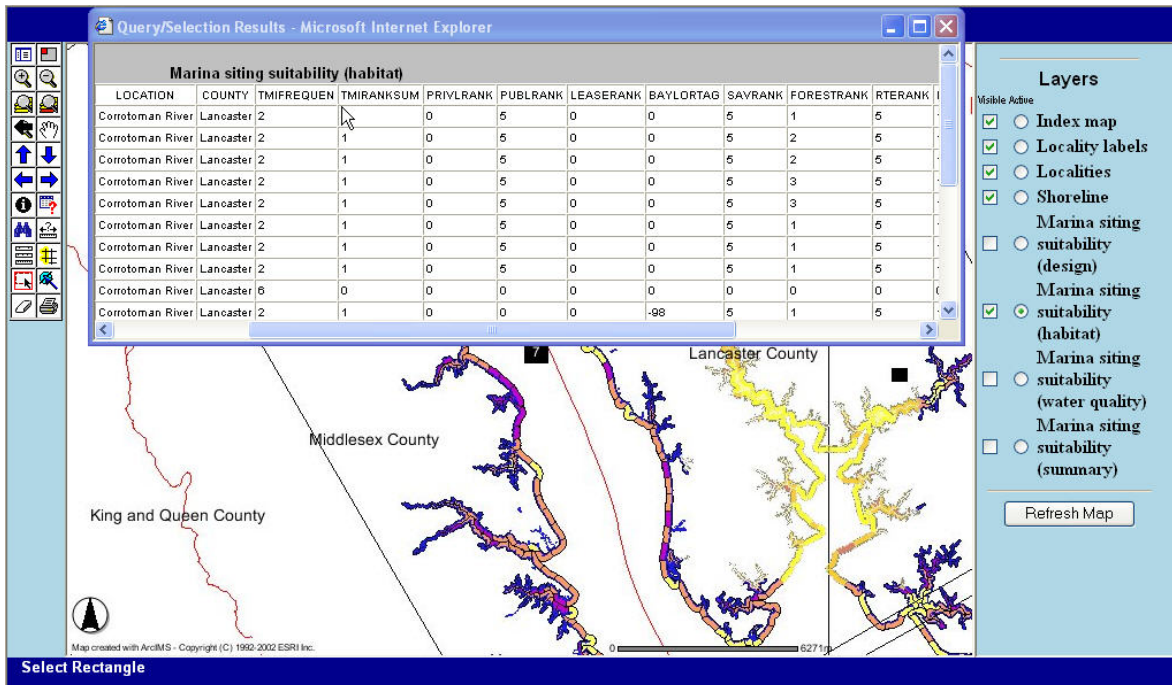 Query/Selection Results - Microsoft Internet Explorer
Marina siting suitability (habitat)
LOCATION COUNTY TMIFREQUEN TMIRANKSUM PRIVLRANK PUBLRANK LEASERANK BAYLORTAG SAVRANK FORESTRANK RTERANK
Corrotoman River Lancaster 2 0 5 0 0 5 1 5
Corrotoman River Lancaster 2 1 0 5 0 0 5 2 5
Corrotoman River Lancaster 2 1 0 5 0 0 5 2 5
Corrotoman River Lancaster 2 1 0 5 0 0 5 3 5
Corrotoman River Lancaster 2 1 0 5 0 0 5 3 5
Corrotoman River Lancaster 2 1 0 5 0 0 5 1 5
Corrotoman River Lancaster 2 1 0 5 0 0 5 1 5
Corrotoman River Lancaster 2 1 0 5 0 0 5 1 5
Corrotoman River Lancaster 6 0 0 0 0 0 0 0 0
Corrotoman River Lancaster 2 1 0 0 0 -98 5 1 5
7
Lancaster County
Middlesex County
King and Queen County
Map created with ArcIMS - Copyright (C) 1992-2002 ESRI Inc.
0 6271m
Select Rectangle
Layers
Visible Active
Index map
Locality labels
Localities
Shoreline
Marina siting
suitability
(design)
Marina siting
suitability
(habitat)
Marina siting
suitability
(water quality)
Marina siting
suitability
(summary)
Refresh Map